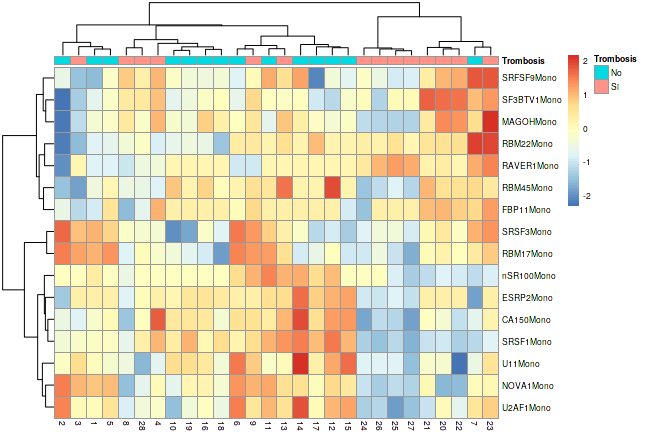 Trombosis
Trombosis
No
SI
2
1
0
-1
-2
SRFSF9Mono
SF3BTV1Mono
MAGOHMono
RBM22Mono
RAVER1Mono
RBM45Mono
FBP11Mono
SRSF3Mono
RBM17Mono
nSR100Mono
ESRP2Mono
CA150Mono
SRSF1Mono
U11Mono
NOVA1Mono
U2AF1Mono
2 3 1 5 8 28 4 10 19 16 18 6 9 11 13 14 17 12 15 24 26 25 27 21 20 22 7 23